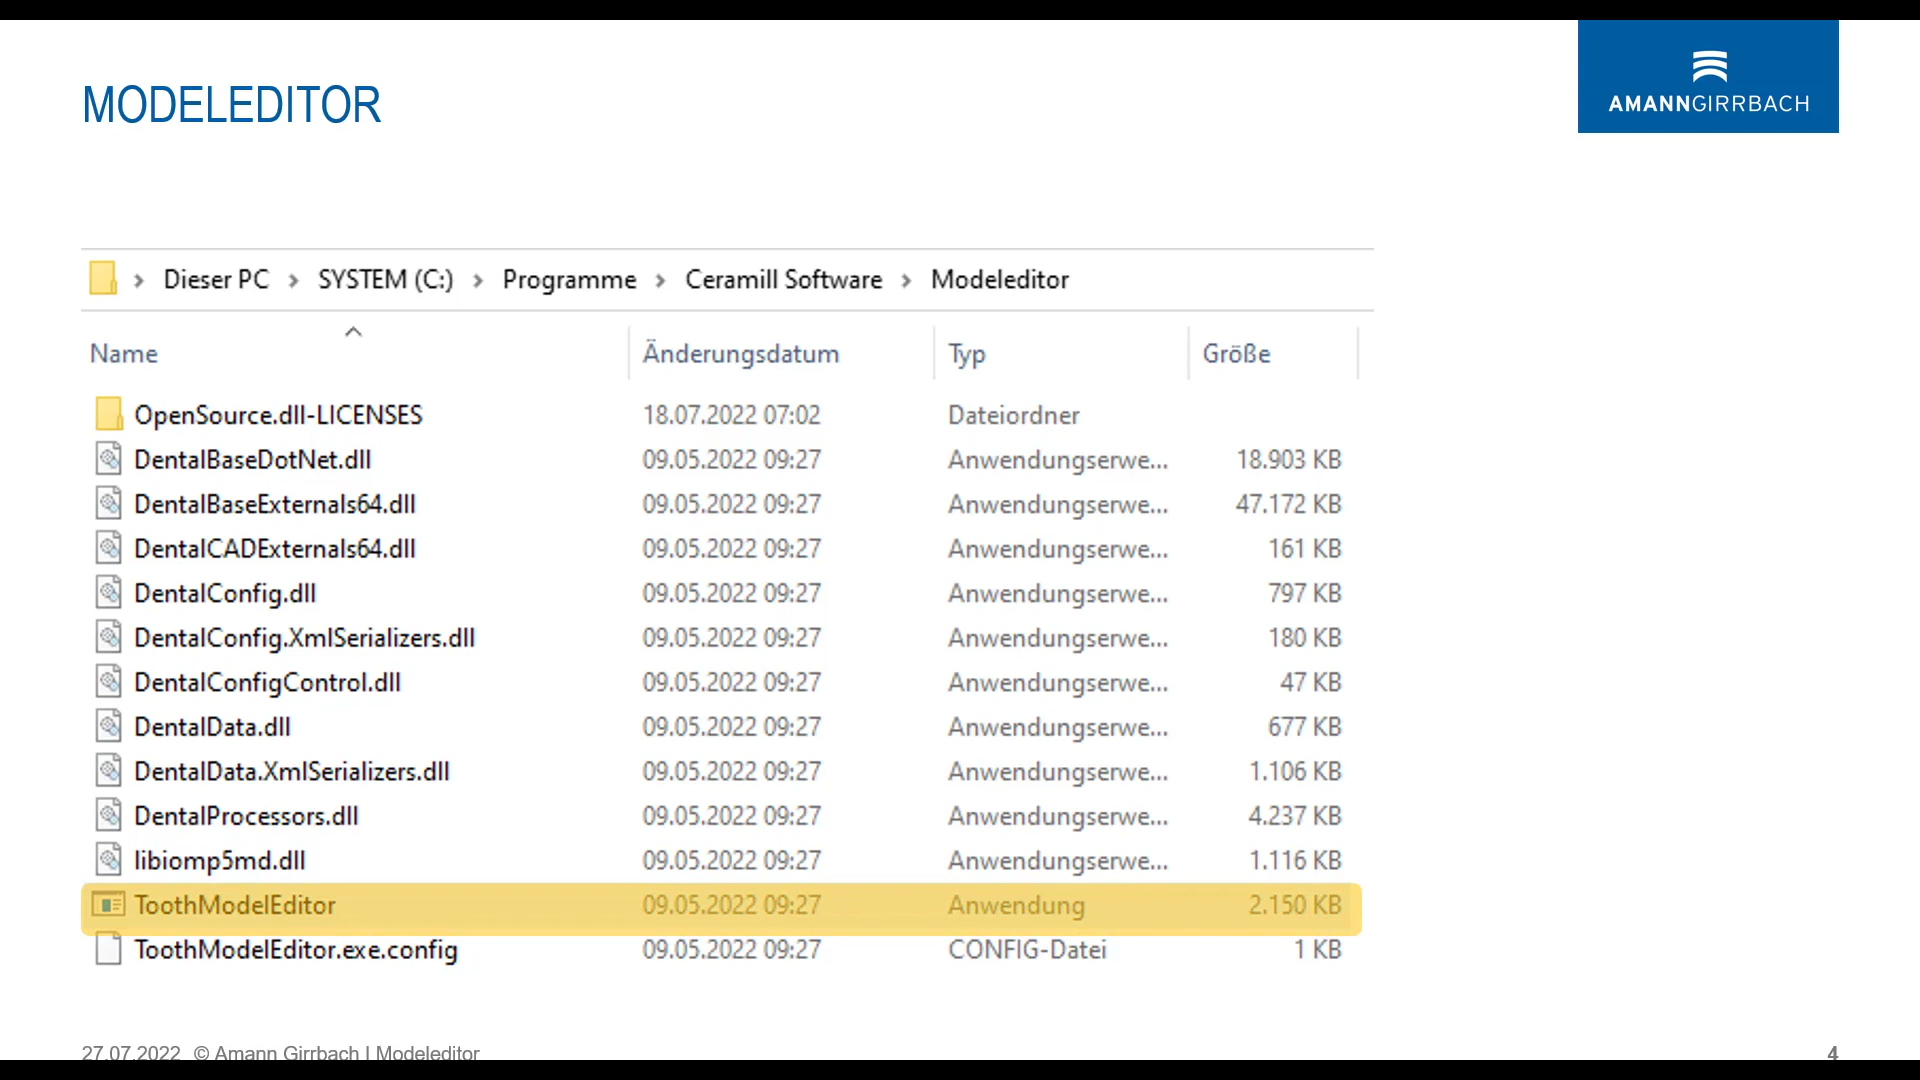 MODELEDITOR
AMANNGIRRBACH
Dieser PC > SYSTEM (C:) > Programme > Ceramill Software > Modeleditor
Name Änderungsdatum Typ Größe
OpenSource.dll-LICENSES 18.07.2022 07:02 Dateiordner
DentalBaseDotNet.dll 09.05.2022 09:27 Anwendungserwe... 18.903 KB
DentalBaseExternals64.dll 09.05.2022 09:27 Anwendungserwe... 47.172 KB
DentalCADExternals64.dll 09.05.2022 09:27 Anwendungserwe... 161 KB
DentalConfig.dll 09.05.2022 09:27 Anwendungserwe... 797 KB
DentalConfig.XmlSerializers.dll 09.05.2022 09:27 Anwendungserwe... 180 KB
DentalConfigControl.dll 09.05.2022 09:27 Anwendungserwe... 47 KB
DentalData.dll 09.05.2022 09:27 Anwendungserwe... 677 KB
DentalData.XmlSerializers.dll 09.05.2022 09:27 Anwendungserwe... 1.106 KB
DentalProcessors.dll 09.05.2022 09:27 Anwendungserwe... 4.237 KB
libiomp5md.dll 09.05.2022 09:27 Anwendungserwe... 1.116 KB
ToothModelEditor 09.05.2022 09:27 Anwendung 2.150 KB
ToothModelEditor.exe.config 09.05.2022 09:27 CONFIG-Datei 1 KB
27.07.2022 © Amann Girrbach | Modeleditor 4